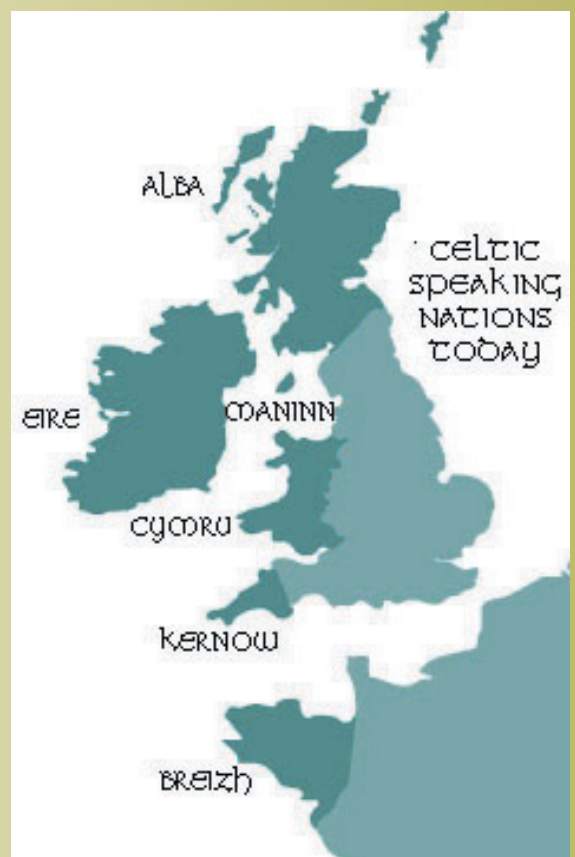 ALBA
CELTIC
SPEAKING
NATIONS
TODAY
EIRE
MANINN
CYMRU
KERNOW
BREIZH